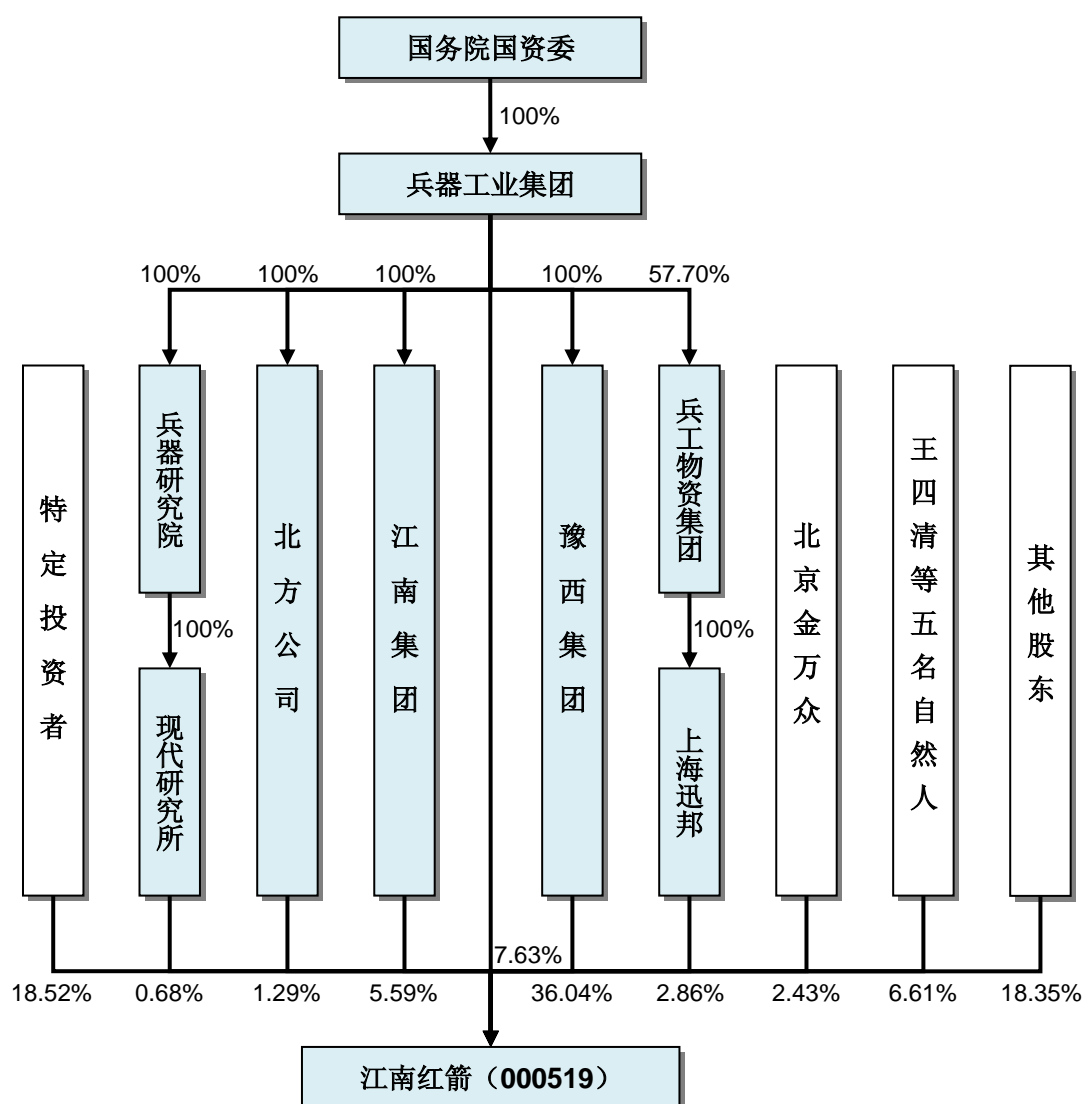 国务院国资委
100%
兵器工业集团
100%
100%
100%
100%
57.70%
特定投资者
兵器研究院
100%
现代研究所
北方公司
江南集团
豫西集团
兵工物资集团
100%
上海迅邦
北京金万众
王四清等五名自然人
其他股东
7.63%
18.52%
0.68%
1.29%
5.59%
36.04%
2.86%
2.43%
6.61%
18.35%
江南红箭（000519）